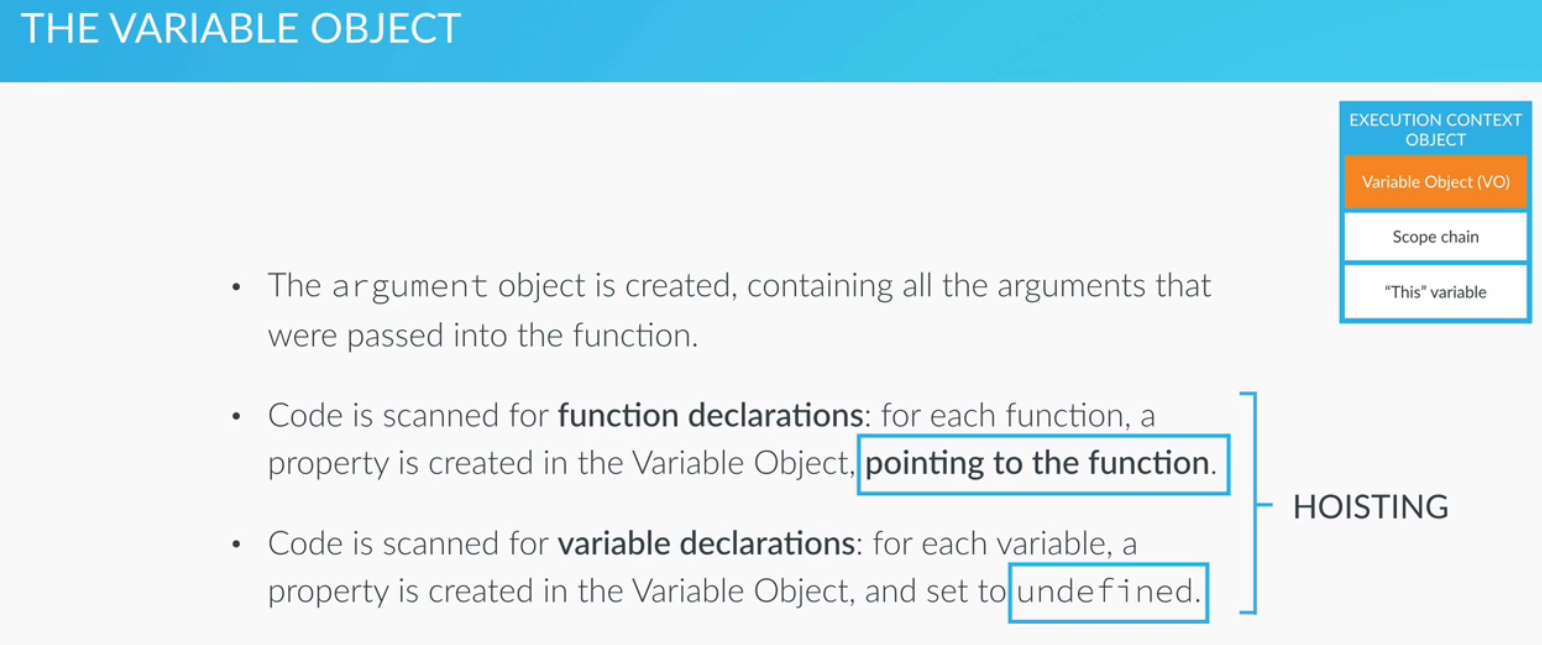 THE VARIABLE OBJECT
EXECUTION CONTEXT
OBJECT
Variable Object (VO)
Scope chain
“This” variable
• The argument object is created, containing all the arguments that
were passed into the function.
• Code is scanned for function declarations: for each function, a
property is created in the Variable Object, pointing to the function.
• Code is scanned for variable declarations: for each variable, a
property is created in the Variable Object, and set to undefined.
HOISTING